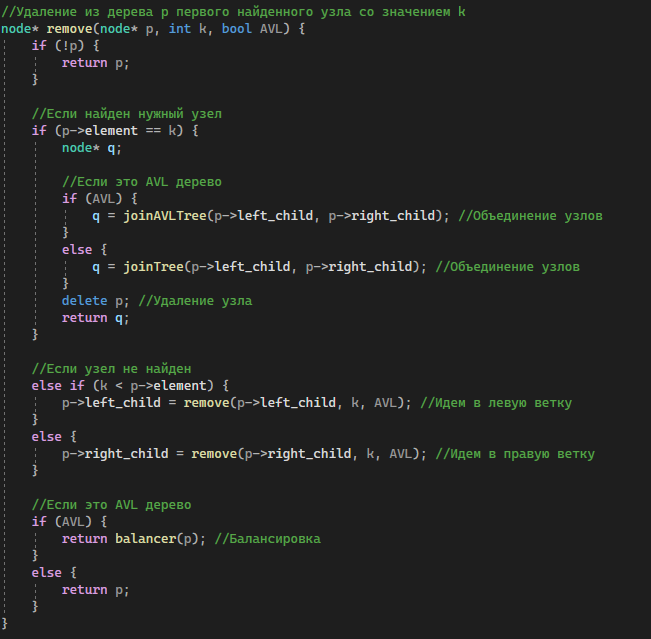 //Удаление из дерева p первого найденного узла со значением k
node* remove(node* p, int k, bool AVL) {
    if (!p) {
        return p;
    }

    //Если найден нужный узел
    if (p->element == k) {
        node* q;

        //Если это AVL дерево
        if (AVL) {
            q = joinAVLTree(p->left_child, p->right_child); //Объединение узлов
        }
        else {
            q = joinTree(p->left_child, p->right_child); //Объединение узлов
        }
        delete p; //Удаление узла
        return q;
    }

    //Если узел не найден
    else if (k < p->element) {
        p->left_child = remove(p->left_child, k, AVL); //Идем в левую ветку
    }
    else {
        p->right_child = remove(p->right_child, k, AVL); //Идем в правую ветку
    }

    //Если это AVL дерево
    if (AVL) {
        return balancer(p); //Балансировка
    }
    else {
        return p;
    }
}